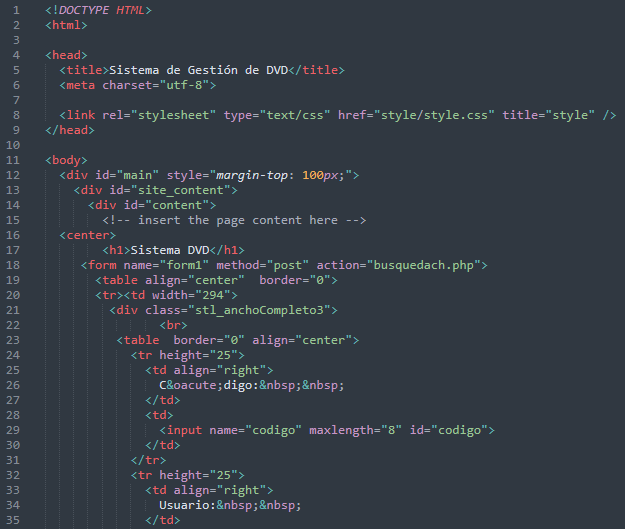 1 <!DOCTYPE HTML>
2 <html>
3
4 <head>
5 <title>Sistema de Gestión de DVD</title>
6 <meta charset="utf-8">
7
8 <link rel="stylesheet" type="text/css" href="style/style.css" title="style" />
9 </head>
10
11 <body>
12 <div id="main" style="margin-top: 100px;">
13 <div id="site_content">
14 <div id="content">
15 <!-- insert the page content here -->
16 <center>
17 <h1>Sistema DVD</h1>
18 <form name="form1" method="post" action="busquedach.php">
19 <table align="center"  border="0">
20 <tr><td width="294">
21 <div class="stl_anchoCompleto3">
22 <br>
23 <table  border="0" align="center">
24 <tr height="25">
25 <td align="right">
26 C&oacute;digo:&nbsp;&nbsp;
27 </td>
28 <td>
29 <input name="codigo" maxlength="8" id="codigo">
30 </td>
31 </tr>
32 <tr height="25">
33 <td align="right">
34 Usuario:&nbsp;&nbsp;
35 </td>